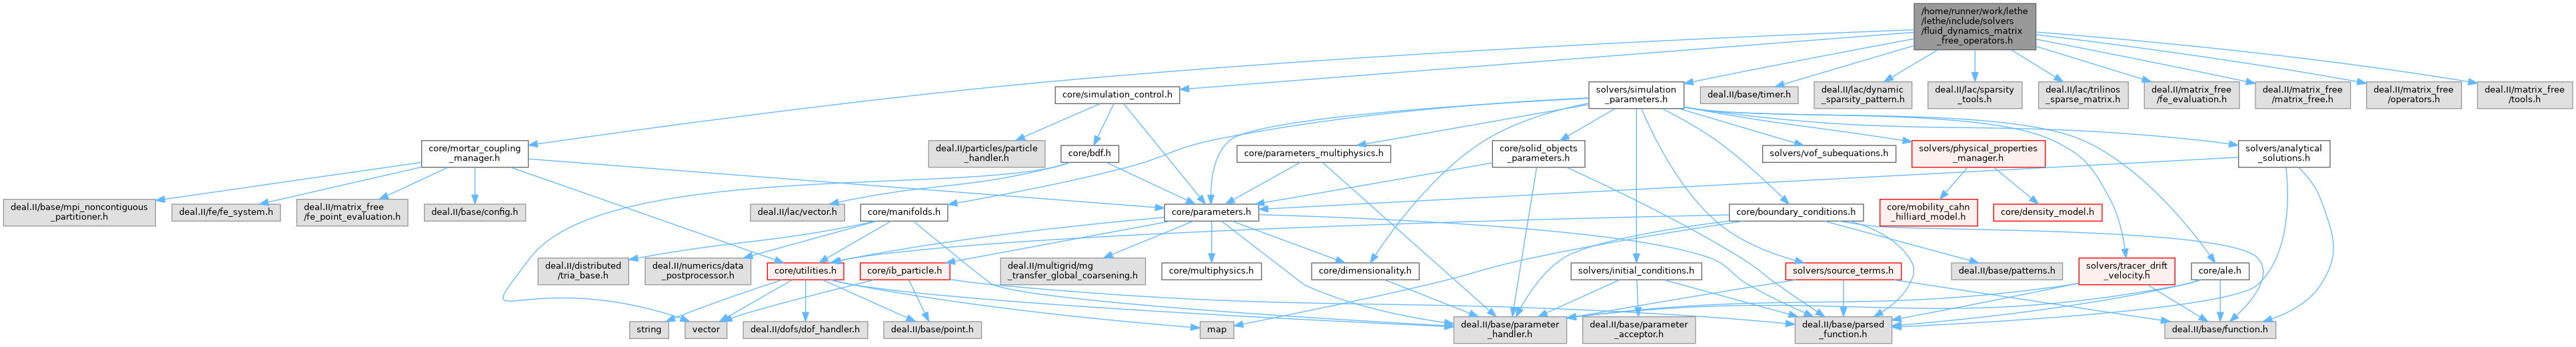 /home/runner/work/lethe
/lethe/include/solvers
/fluid_dynamics_matrix
_free_operators.h
core/simulation_control.h
solvers/simulation
_parameters.h
deal.II/base/timer.h
deal.II/lac/dynamic
_sparsity_pattern.h
deal.II/lac/sparsity
_tools.h
deal.II/lac/trilinos
_sparse_matrix.h
deal.II/matrix_free
/fe_evaluation.h
deal.II/matrix_free
/matrix_free.h
deal.II/matrix_free
/operators.h
deal.II/matrix_free
/tools.h
core/mortar_coupling
_manager.h
deal.II/particles/particle
_handler.h
core/bdf.h
core/parameters_multiphysics.h
core/solid_objects
_parameters.h
solvers/vof_subequations.h
solvers/physical_properties
_manager.h
solvers/analytical
_solutions.h
deal.II/base/mpi_noncontiguous
_partitioner.h
deal.II/fe/fe_system.h
deal.II/matrix_free
/fe_point_evaluation.h
deal.II/base/config.h
deal.II/lac/vector.h
core/manifolds.h
core/parameters.h
core/boundary_conditions.h
core/mobility_cahn
_hilliard_model.h
core/density_model.h
deal.II/distributed
/tria_base.h
deal.II/numerics/data
_postprocessor.h
core/utilities.h
core/ib_particle.h
deal.II/multigrid/mg
_transfer_global_coarsening.h
core/multiphysics.h
core/dimensionality.h
solvers/initial_conditions.h
solvers/source_terms.h
deal.II/base/patterns.h
solvers/tracer_drift
_velocity.h
core/ale.h
string
vector
deal.II/dofs/dof_handler.h
deal.II/base/point.h
map
deal.II/base/parameter
_handler.h
deal.II/base/parameter
_acceptor.h
deal.II/base/parsed
_function.h
deal.II/base/function.h